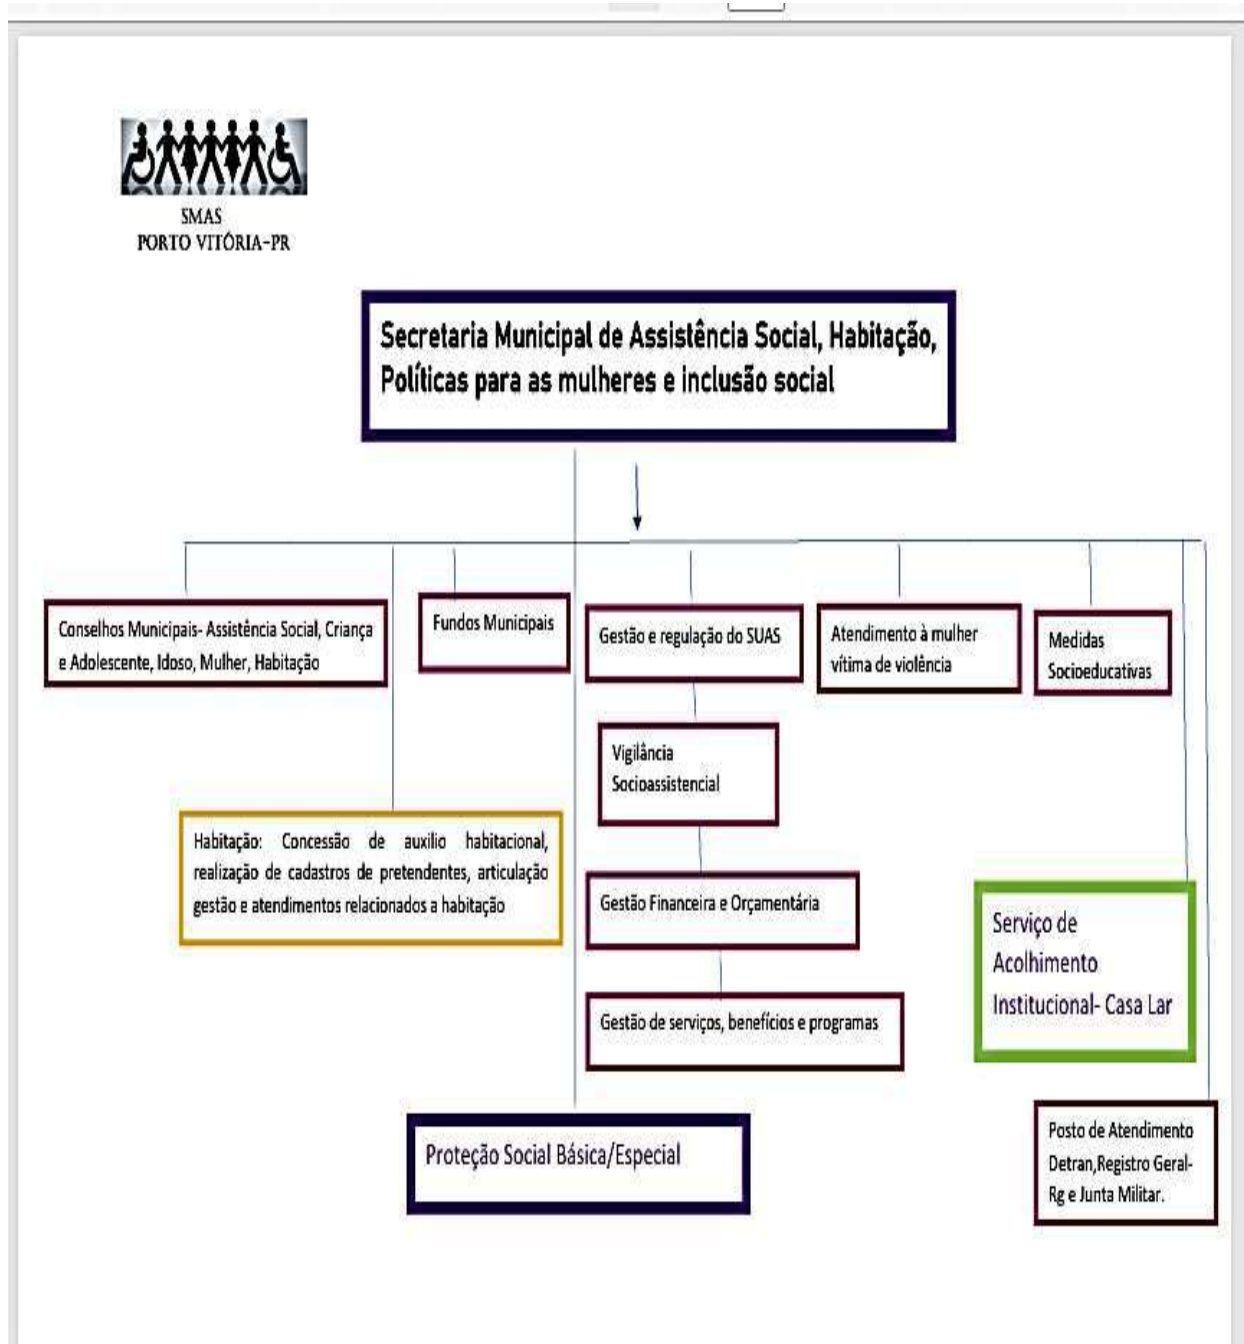 SMAS
PORTO VITÓRIA-PR
Secretaria Municipal de Assistência Social, Habitação,
Políticas para as mulheres e inclusão social
Conselhos Municipais- Assistência Social, Criança
e Adolescente, Idoso, Mulher, Habitação
Fundos Municipais
Gestão e regulação do SUAS
Atendimento à mulher
vítima de violência
Medidas
Socioeducativas
Vigilância
Socioassistencial
Habitação: Concessão de auxilio habitacional,
realização de cadastros de pretendentes, articulação
gestão e atendimentos relacionados a habitação
Gestão Financeira e Orçamentária
Serviço de
Acolhimento
Institucional- Casa Lar
Gestão de serviços, benefícios e programas
Proteção Social Básica/Especial
Posto de Atendimento
Detran,Registro Geral-
Rg e Junta Militar.